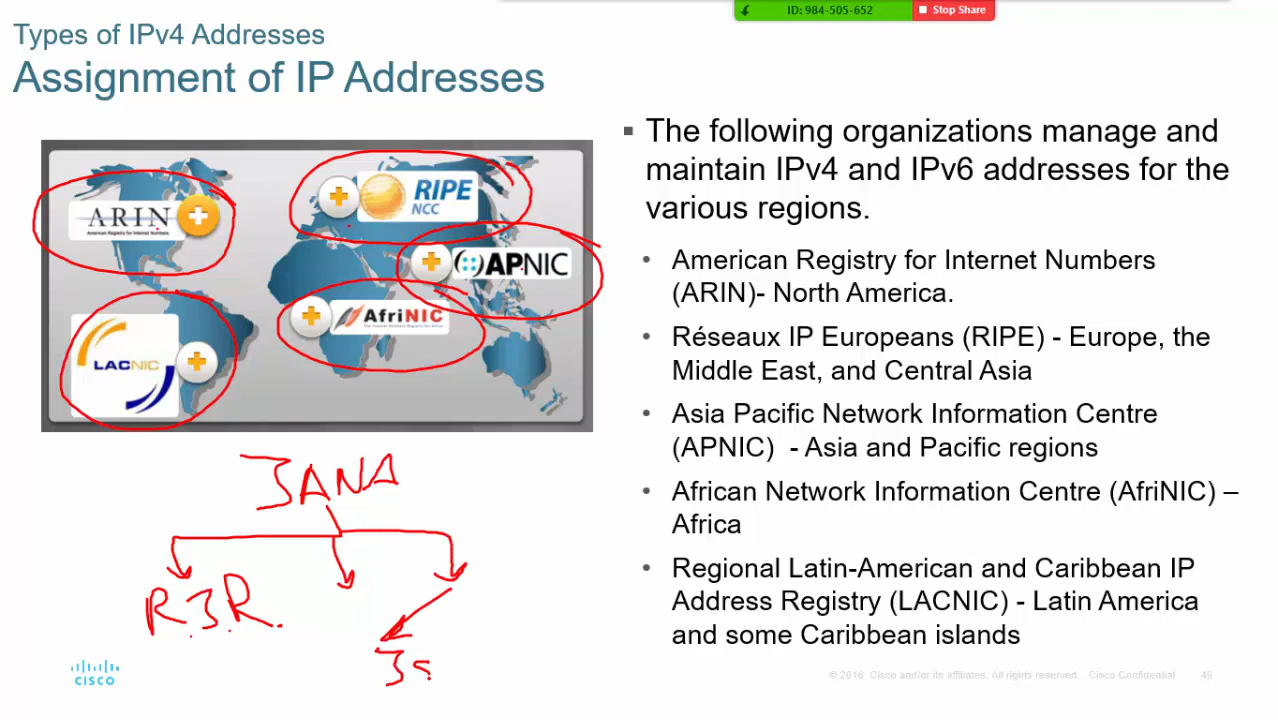 ID: 984-505-652
Stop Share
Types of IPv4 Addresses
Assignment of IP Addresses
ARIN
American Registry for Internet Numbers
RIPE
NCC
APNIC
AfriNIC
LACNIC
IANA
R.I.R.
The following organizations manage and
maintain IPv4 and IPv6 addresses for the
various regions.
American Registry for Internet Numbers
(ARIN)- North America.
Réseaux IP Europeans (RIPE) - Europe, the
Middle East, and Central Asia
Asia Pacific Network Information Centre
(APNIC) - Asia and Pacific regions
African Network Information Centre (AfriNIC) –
Africa
Regional Latin-American and Caribbean IP
Address Registry (LACNIC) - Latin America
and some Caribbean islands
CISCO
© 2016 Cisco and/or its affiliates. All rights reserved. Cisco Confidential
49